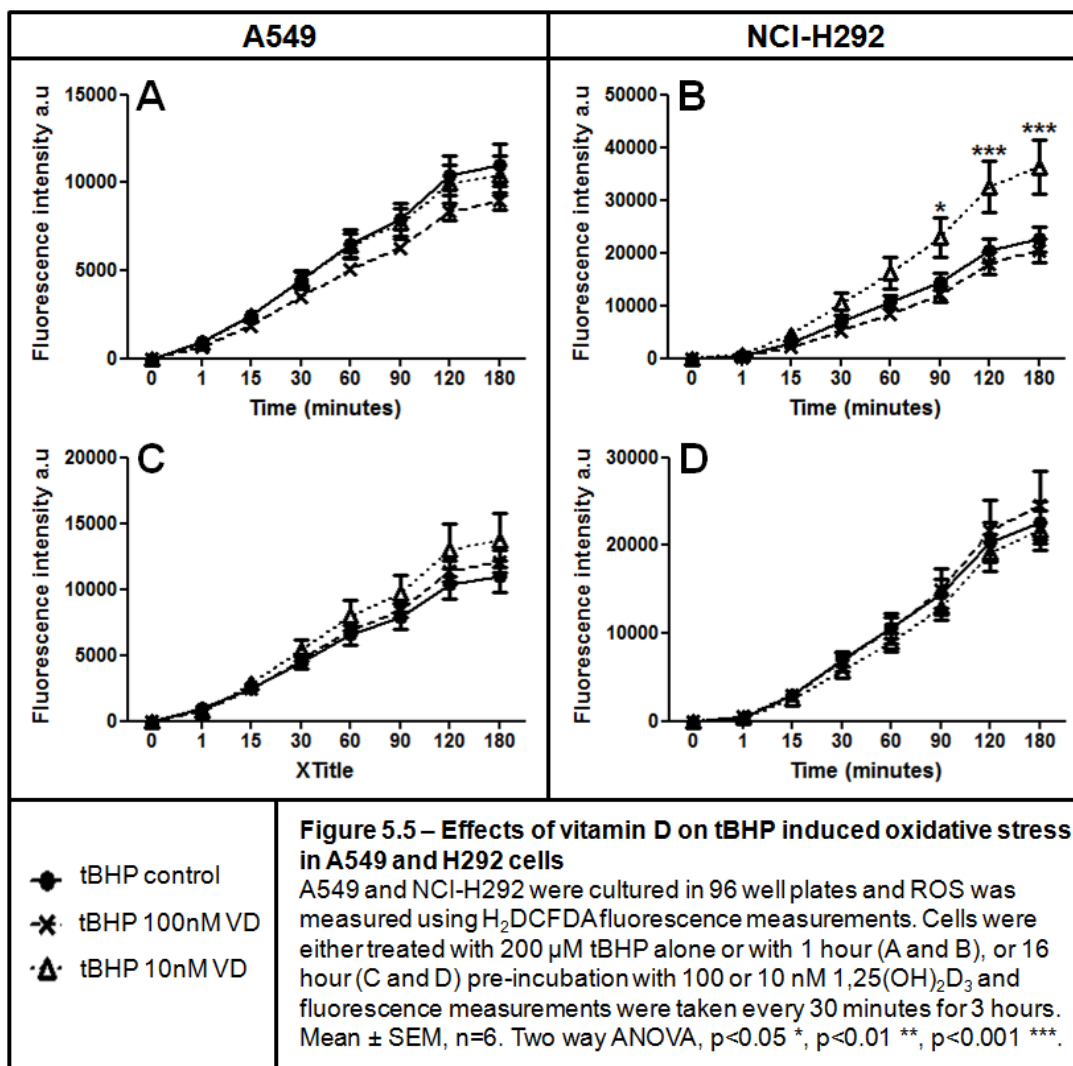 A549
NCI-H292
A
Fluorescence intensity a.u
15000
10000
5000
0
0 1 15 30 60 90 120 180
Time (minutes)
B
Fluorescence intensity a.u
50000
40000
30000
20000
10000
0
* *** ***
0 1 15 30 60 90 120 180
Time (minutes)
C
Fluorescence intensity a.u
20000
15000
10000
5000
0
0 1 15 30 60 90 120 180
XTitle
D
Fluorescence intensity a.u
30000
20000
10000
0
0 1 15 30 60 90 120 180
Time (minutes)
tBHP control
tBHP 100nM VD
tBHP 10nM VD
Figure 5.5 – Effects of vitamin D on tBHP induced oxidative stress
in A549 and H292 cells
A549 and NCI-H292 were cultured in 96 well plates and ROS was
measured using H₂DCFDA fluorescence measurements. Cells were
either treated with 200 µM tBHP alone or with 1 hour (A and B), or 16
hour (C and D) pre-incubation with 100 or 10 nM 1,25(OH)₂D₃ and
fluorescence measurements were taken every 30 minutes for 3 hours.
Mean ± SEM, n=6. Two way ANOVA, p<0.05 *, p<0.01 **, p<0.001 ***.